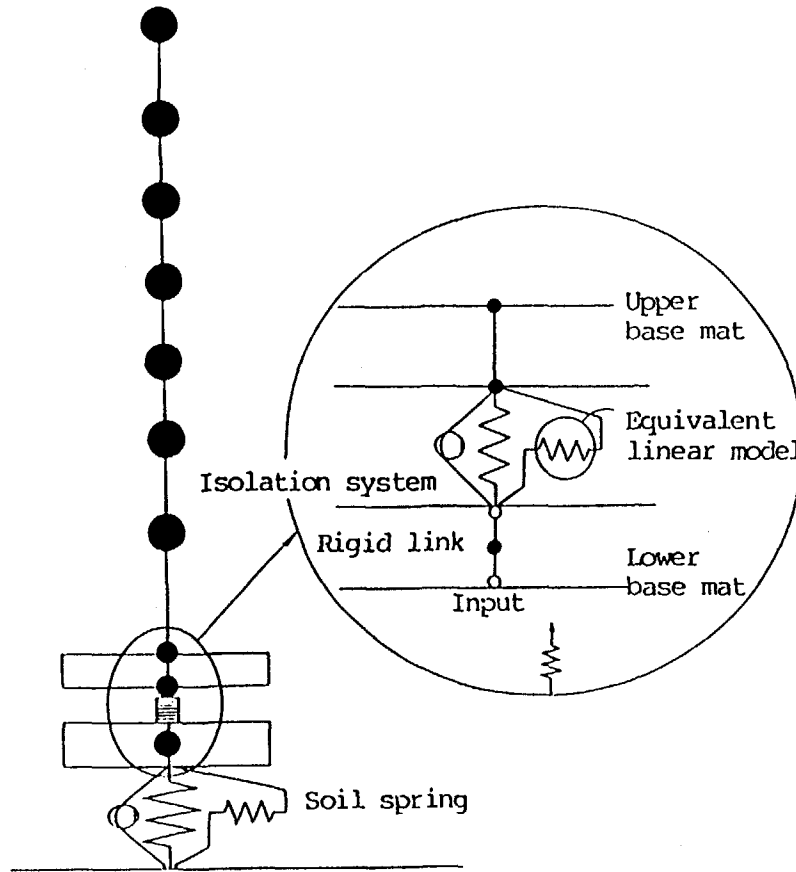 Upper
base mat
Equivalent
linear model
Isolation system
Rigid link
Lower
base mat
Input
Soil spring